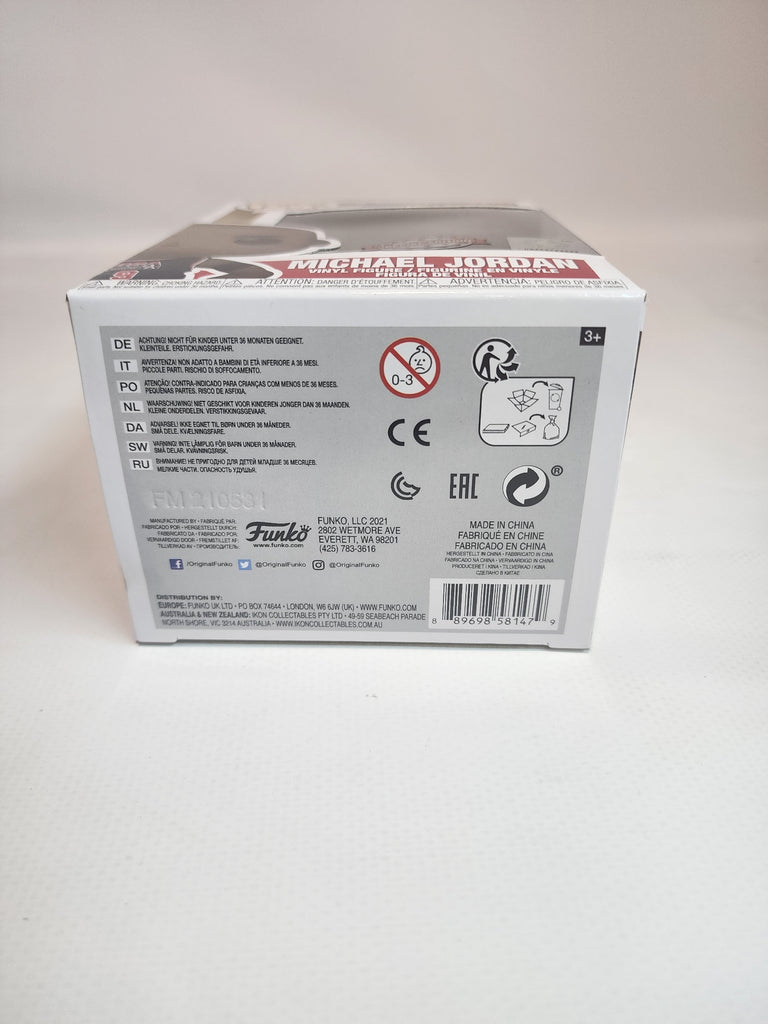 MICHAEL JORDAN
VINYL FIGURE / FIGURINE EN VINYLE
FIGURA DE VINIL
WARNING: CHOKING HAZARD. ATTENTION: DANGER D'ÉTOUFFEMENT. ADVERTENCIA: PELIGRO DE ASFIXIA.
3+
DE ACHTUNG! NICHT FÜR KINDER UNTER 36 MONATEN GEEIGNET.
KLEINTEILE. ERSTICKUNGSGEFAHR.
IT AVVERTENZA! NON ADATTO A BAMBINI DI ETÀ INFERIORE A 36 MESI.
PICCOLE PARTI. RISCHIO DI SOFFOCAMENTO.
PO ATENÇÃO! CONTRA-INDICADO PARA CRIANÇAS COM MENOS DE 36 MESES.
PEQUENAS PARTES. RISCO DE ASFIXIA.
NL WAARSCHUWING! NIET GESCHIKT VOOR KINDEREN JONGER DAN 36 MAANDEN.
KLEINE ONDERDELEN. VERSTIKKINGSGEVAAR.
DA ADVARSEL! IKKE EGNET TIL BØRN UNDER 36 MÅNEDER.
SMÅ DELE. KVÆLNINGSFARE.
SW VARNING! INTE LÄMPLIG FÖR BARN UNDER 36 MÅNADER.
SMÅ DELAR. KVÄVNINGSRISK.
RU ВНИМАНИЕ! НЕ ПРИГОДНО ДЛЯ ДЕТЕЙ МЛАДШЕ 36 МЕСЯЦЕВ.
МЕЛКИЕ ЧАСТИ. ОПАСНОСТЬ УДУШЬЯ.
0-3
CE
EAC
®
FM 210531
MANUFACTURED BY • FABRIQUÉ PAR:
FABRICADO POR • HERGESTELLT DURCH:
FABBRICATO DA • FABRICADO POR:
VERVAARDIGD DOOR • FREMSTILLET AF:
TILLVERKAD AV • ПРОИЗВОДИТЕЛЬ:
Funko
www.funko.com
FUNKO, LLC 2021
2802 WETMORE AVE
EVERETT, WA 98201
(425) 783-3616
/OriginalFunko @OriginalFunko @OriginalFunko
MADE IN CHINA
FABRIQUÉ EN CHINE
FABRICADO EN CHINA
HERGESTELLT IN CHINA • FABBRICATO IN CINA
FABRICADO NA CHINA • VERVAARDIGD IN CHINA
PRODUCERET I KINA • TILLVERKAD I KINA
СДЕЛАНО В КИТАЕ
DISTRIBUTION BY:
EUROPE: FUNKO UK LTD • PO BOX 74644 • LONDON, W6 6JW (UK) • WWW.FUNKO.COM
AUSTRALIA & NEW ZEALAND: IKON COLLECTABLES PTY LTD • 49-59 SEABEACH PARADE
NORTH SHORE, VIC 3214 AUSTRALIA • WWW.IKONCOLLECTABLES.COM.AU
8 89698 58147 9